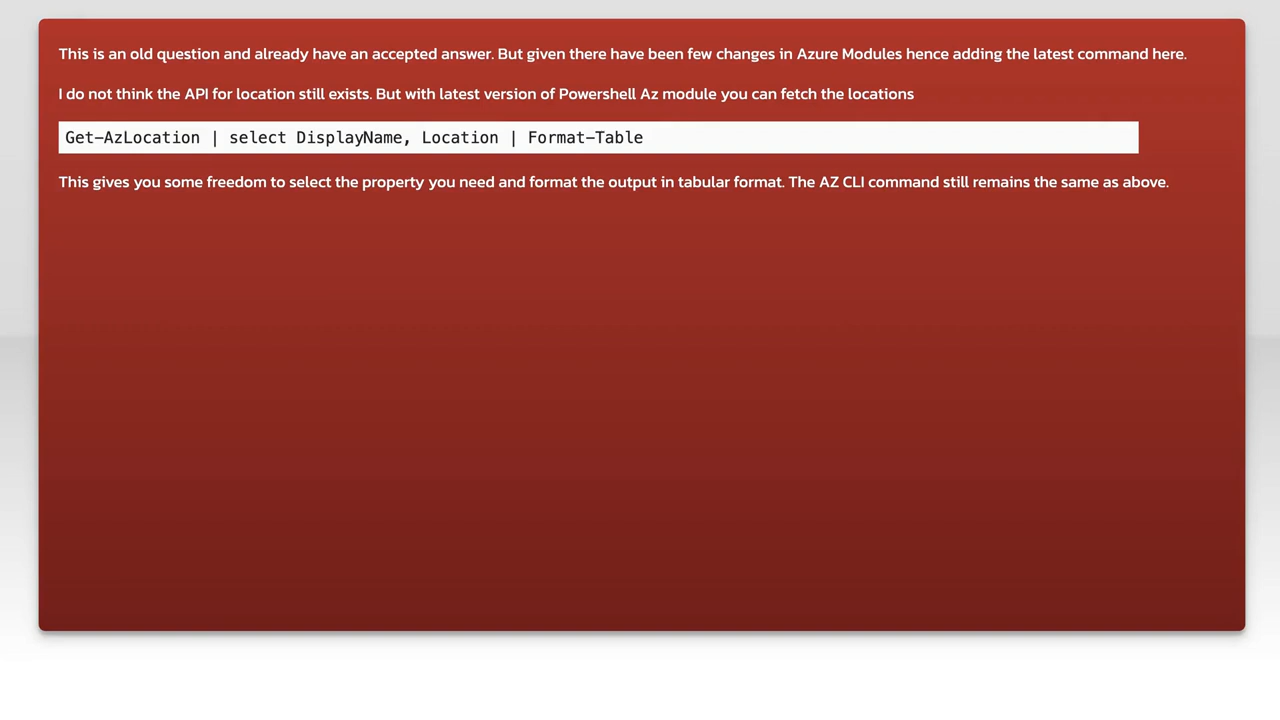 This is an old question and already have an accepted answer. But given there have been few changes in Azure Modules hence adding the latest command here.
I do not think the API for location still exists. But with latest version of Powershell Az module you can fetch the locations
Get-AzLocation | select DisplayName, Location | Format-Table
This gives you some freedom to select the property you need and format the output in tabular format. The AZ CLI command still remains the same as above.